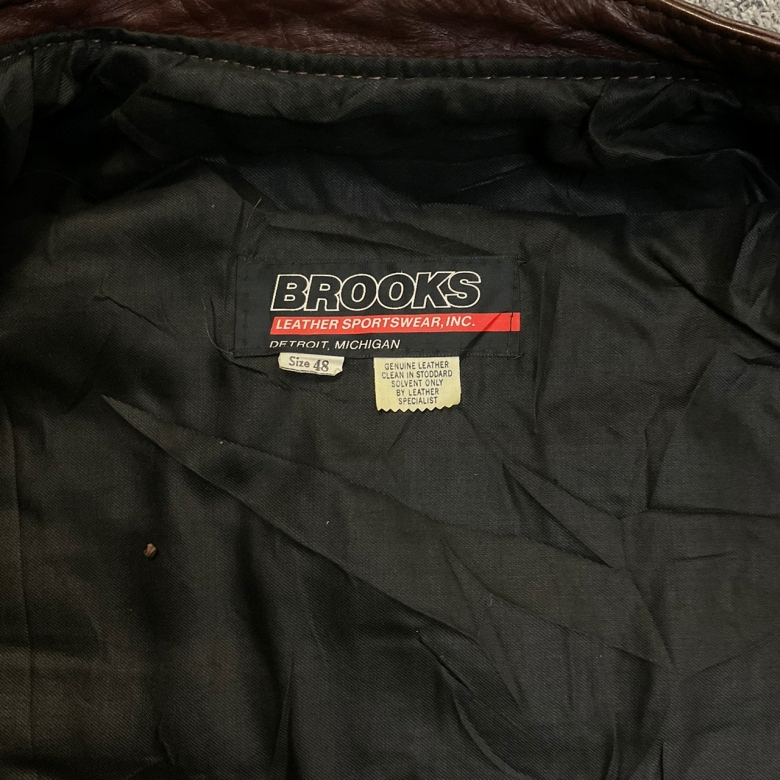 BROOKS
LEATHER SPORTSWEAR, INC.
DETROIT, MICHIGAN
Size 48
GENUINE LEATHER
CLEAN IN STODDARD
SOLVENT ONLY
BY LEATHER
SPECIALIST